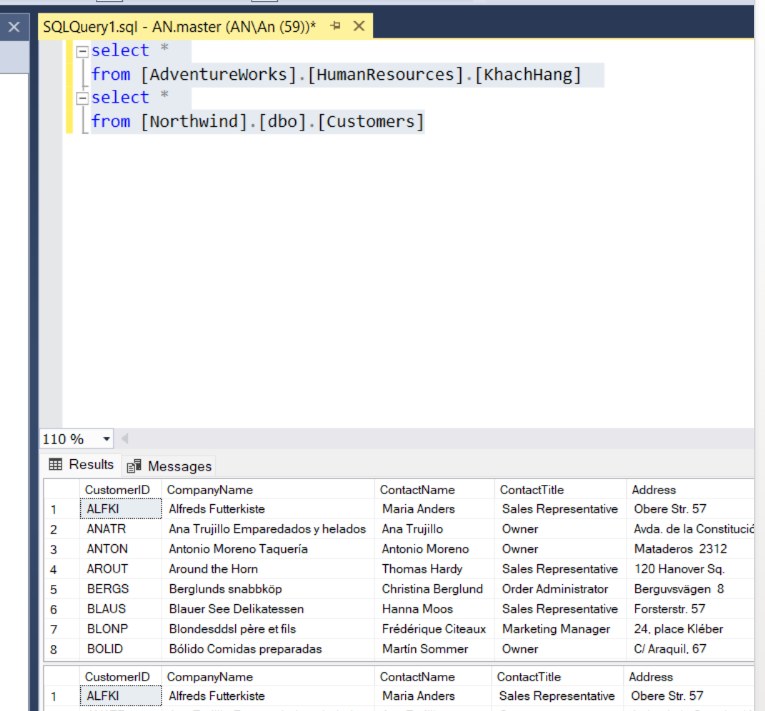 SQLQuery1.sql - AN.master (AN\An (59))*
select *
from [AdventureWorks].[HumanResources].[KhachHang]
select *
from [Northwind].[dbo].[Customers]
110 %
Results Messages
CustomerID CompanyName ContactName ContactTitle Address
1 ALFKI Alfreds Futterkiste Maria Anders Sales Representative Obere Str. 57
2 ANATR Ana Trujillo Emparedados y helados Ana Trujillo Owner Avda. de la Constitució
3 ANTON Antonio Moreno Taquería Antonio Moreno Owner Mataderos 2312
4 AROUT Around the Horn Thomas Hardy Sales Representative 120 Hanover Sq.
5 BERGS Berglunds snabbköp Christina Berglund Order Administrator Berguvsvägen 8
6 BLAUS Blauer See Delikatessen Hanna Moos Sales Representative Forsterstr. 57
7 BLONP Blondesddsl père et fils Frédérique Citeaux Marketing Manager 24, place Kléber
8 BOLID Bólido Comidas preparadas Martín Sommer Owner C/ Araquil, 67
CustomerID CompanyName ContactName ContactTitle Address
1 ALFKI Alfreds Futterkiste Maria Anders Sales Representative Obere Str. 57